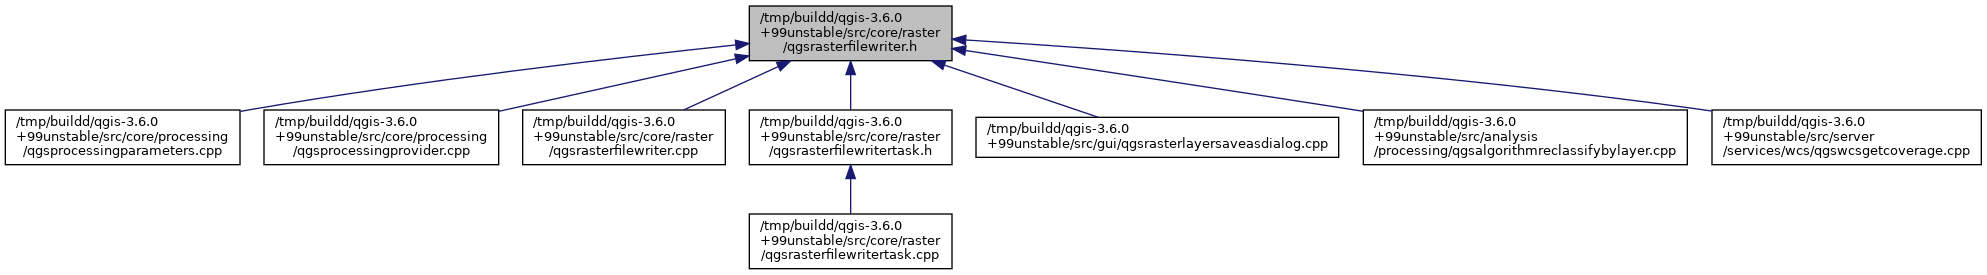 /tmp/buildd/qgis-3.6.0
+99unstable/src/core/raster
/qgsrasterfilewriter.h
/tmp/buildd/qgis-3.6.0
+99unstable/src/core/processing
/qgsprocessingparameters.cpp
/tmp/buildd/qgis-3.6.0
+99unstable/src/core/processing
/qgsprocessingprovider.cpp
/tmp/buildd/qgis-3.6.0
+99unstable/src/core/raster
/qgsrasterfilewriter.cpp
/tmp/buildd/qgis-3.6.0
+99unstable/src/core/raster
/qgsrasterfilewritertask.h
/tmp/buildd/qgis-3.6.0
+99unstable/src/gui/qgsrasterlayersaveasdialog.cpp
/tmp/buildd/qgis-3.6.0
+99unstable/src/analysis
/processing/qgsalgorithmreclassifybylayer.cpp
/tmp/buildd/qgis-3.6.0
+99unstable/src/server
/services/wcs/qgswcsgetcoverage.cpp
/tmp/buildd/qgis-3.6.0
+99unstable/src/core/raster
/qgsrasterfilewritertask.cpp